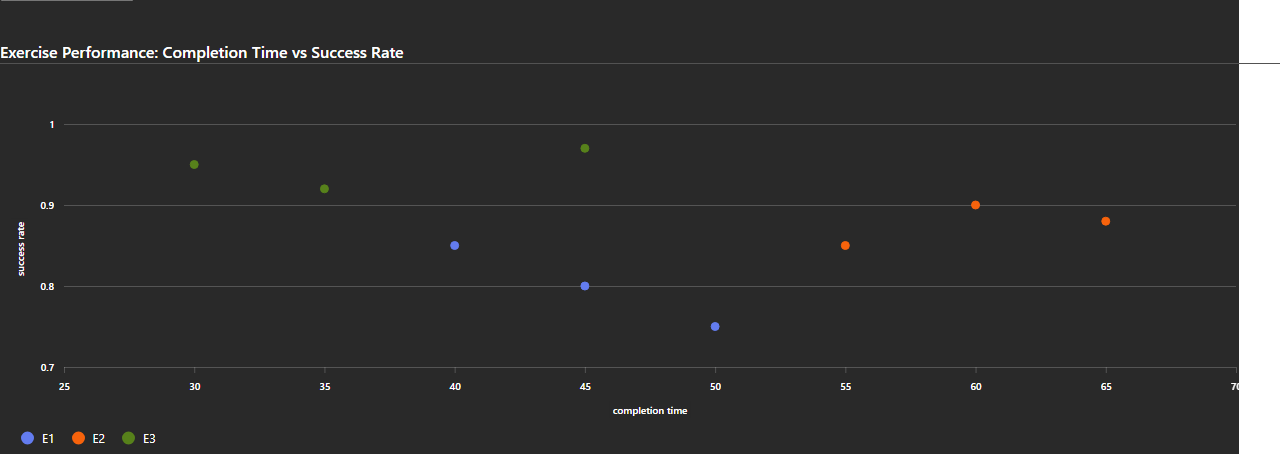 Exercise Performance: Completion Time vs Success Rate
1
0.9
0.8
0.7
success rate
25 30 35 40 45 50 55 60 65 70
completion time
E1 E2 E3